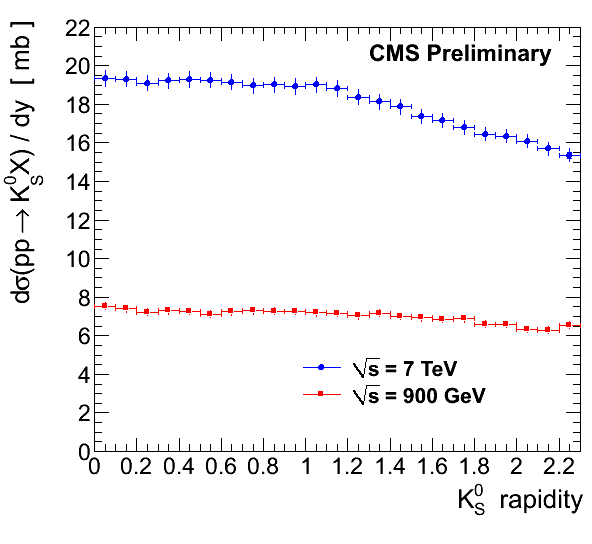 CMS Preliminary
dσ(pp → K⁰_S X) / dy [ mb ]
22
20
18
16
14
12
10
8
6
4
2
0
√s = 7 TeV
√s = 900 GeV
0 0.2 0.4 0.6 0.8 1 1.2 1.4 1.6 1.8 2 2.2
K⁰_S rapidity